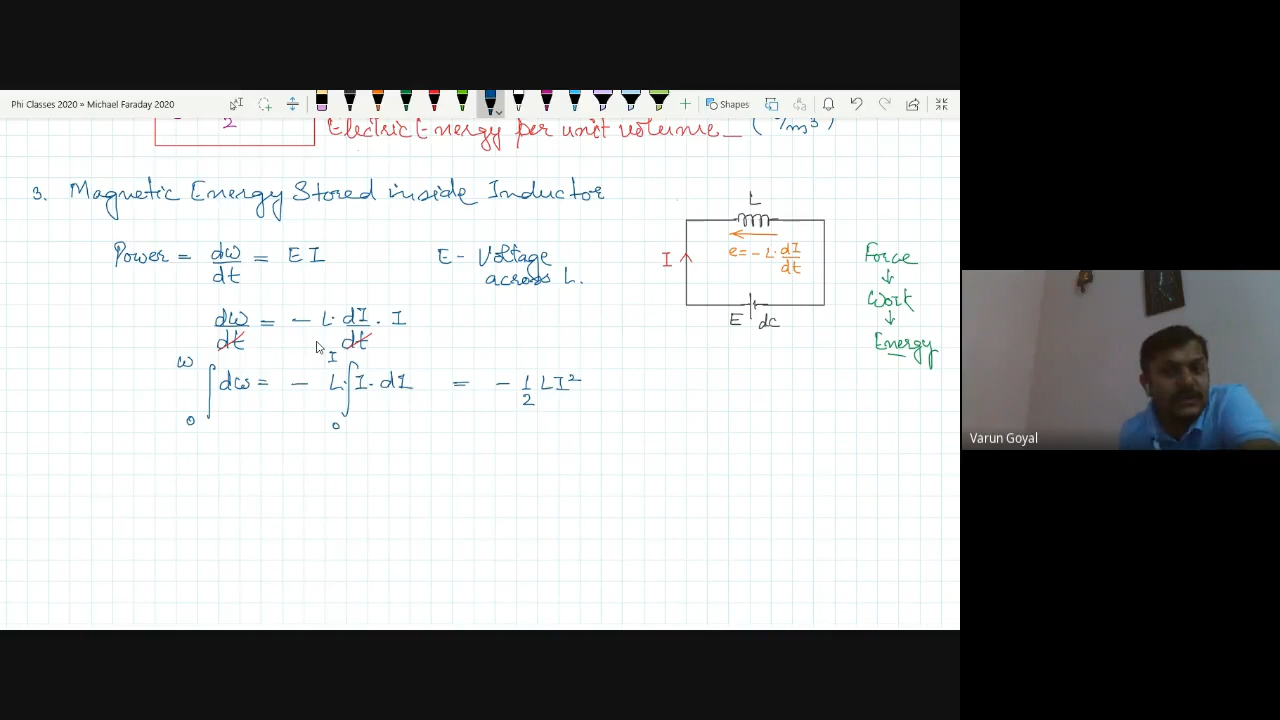 Phi Classes 2020 » Michael Faraday 2020
Shapes
2
Electric Energy per unit volume (J/m³)
3. Magnetic Energy Stored inside Inductor
Power = dω/dt = E I
E - Voltage across L.
dω/dt = - L · dI/dt · I
∫₀^ω dω = - L · ∫₀^I I · dI = - 1/2 LI²
L
e = - L · dI/dt
I
E dc
Force
↓
Work
↓
Energy
Varun Goyal